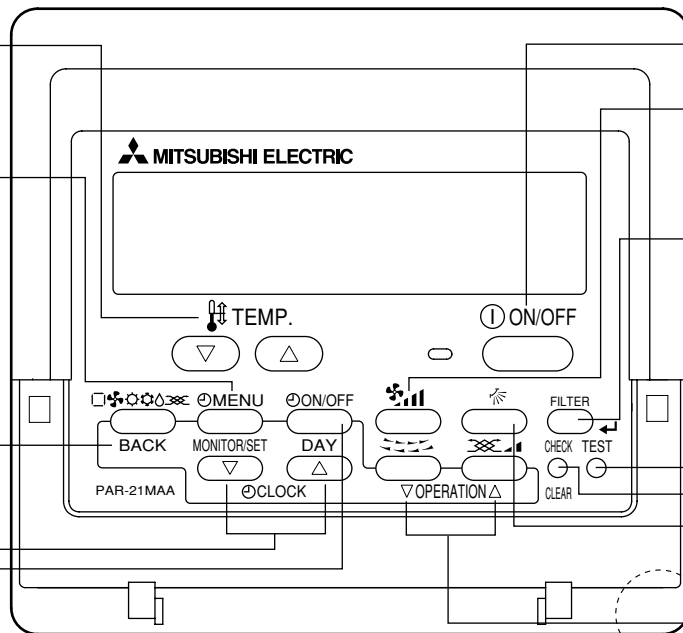 MITSUBISHI ELECTRIC
TEMP.
ON/OFF
MENU
ON/OFF
FILTER
BACK
MONITOR/SET
DAY
CHECK
TEST
PAR-21MAA
CLOCK
OPERATION
CLEAR